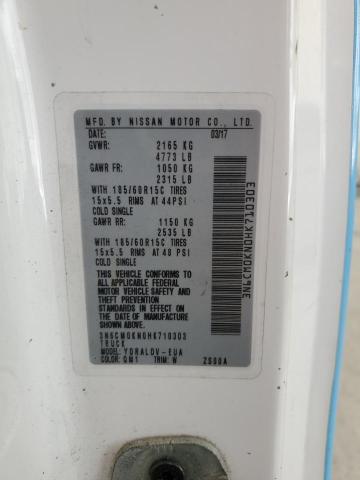 MFD. BY NISSAN MOTOR CO., LTD.
DATE: 03/17
GVWR: 2165 KG
4773 LB
GAWR FR: 1050 KG
2315 LB
WITH 185/60R15C TIRES
15x5.5 RIMS AT 44PSI
COLD SINGLE
GAWR RR: 1150 KG
2535 LB
WITH 185/60R15C TIRES
15x5.5 RIMS AT 48 PSI
COLD SINGLE
THIS VEHICLE CONFORMS TO
ALL APPLICABLE FEDERAL
MOTOR VEHICLE SAFETY
STANDARDS IN EFFECT
ON THE DATE OF
MANUFACTURE SHOWN
ABOVE.
3N6CM0KN0HK710303
TRUCK
MODEL: YDRALDV-EUA
COLOR: QM1 TRIM: W ZS00A
3N6CM0KN0HK710303